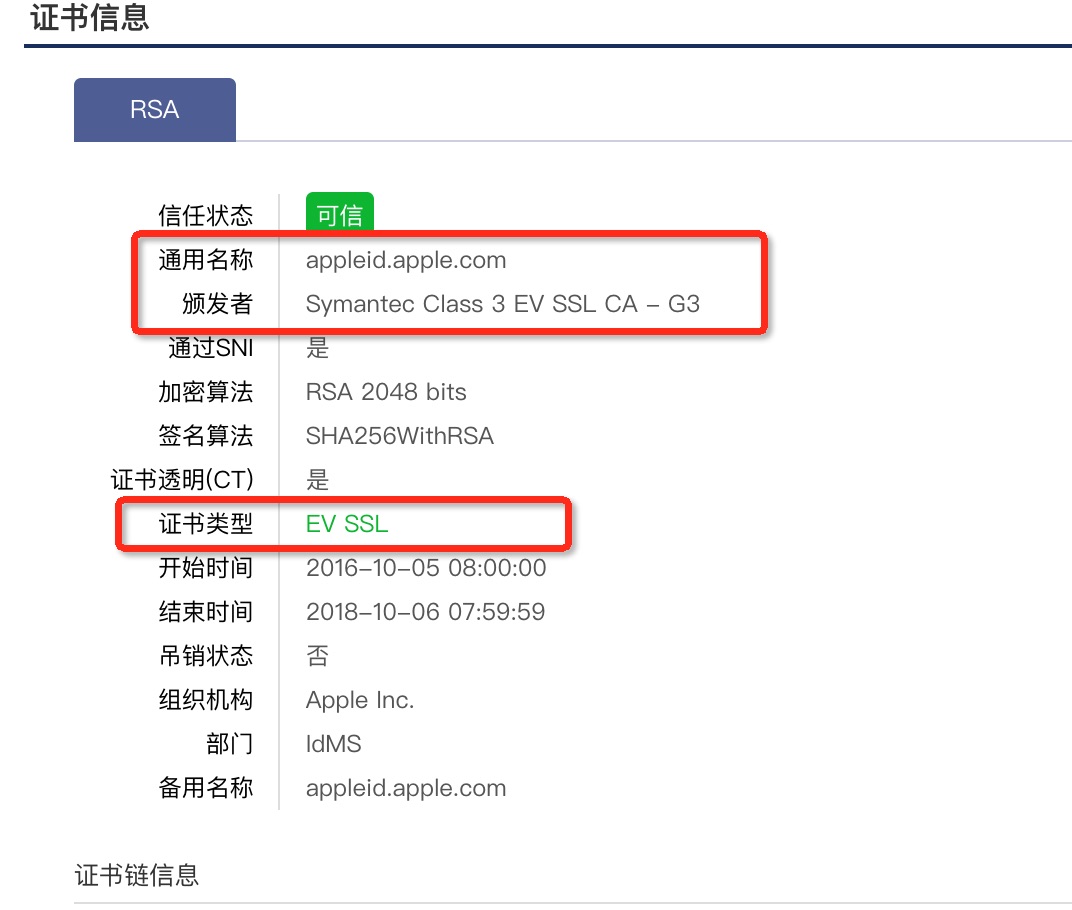 证书信息
RSA
信任状态 可信
通用名称 appleid.apple.com
颁发者 Symantec Class 3 EV SSL CA – G3
通过SNI 是
加密算法 RSA 2048 bits
签名算法 SHA256WithRSA
证书透明(CT) 是
证书类型 EV SSL
开始时间 2016–10–05 08:00:00
结束时间 2018–10–06 07:59:59
吊销状态 否
组织机构 Apple Inc.
部门 IdMS
备用名称 appleid.apple.com
证书链信息